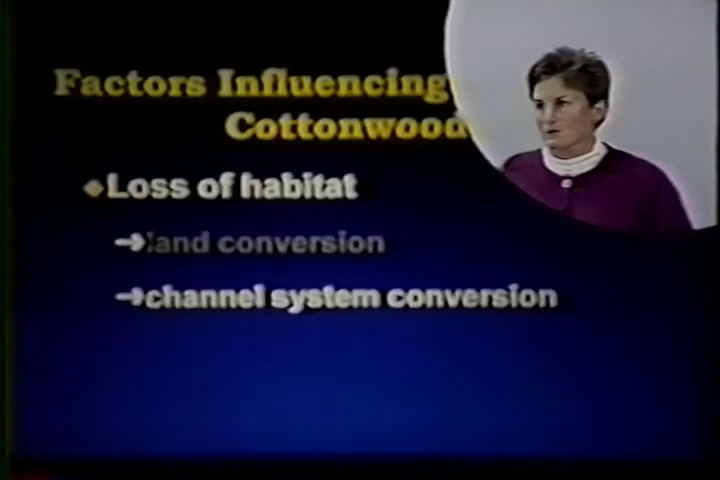 Factors Influencing
Cottonwood
◆Loss of habitat
→land conversion
→channel system conversion